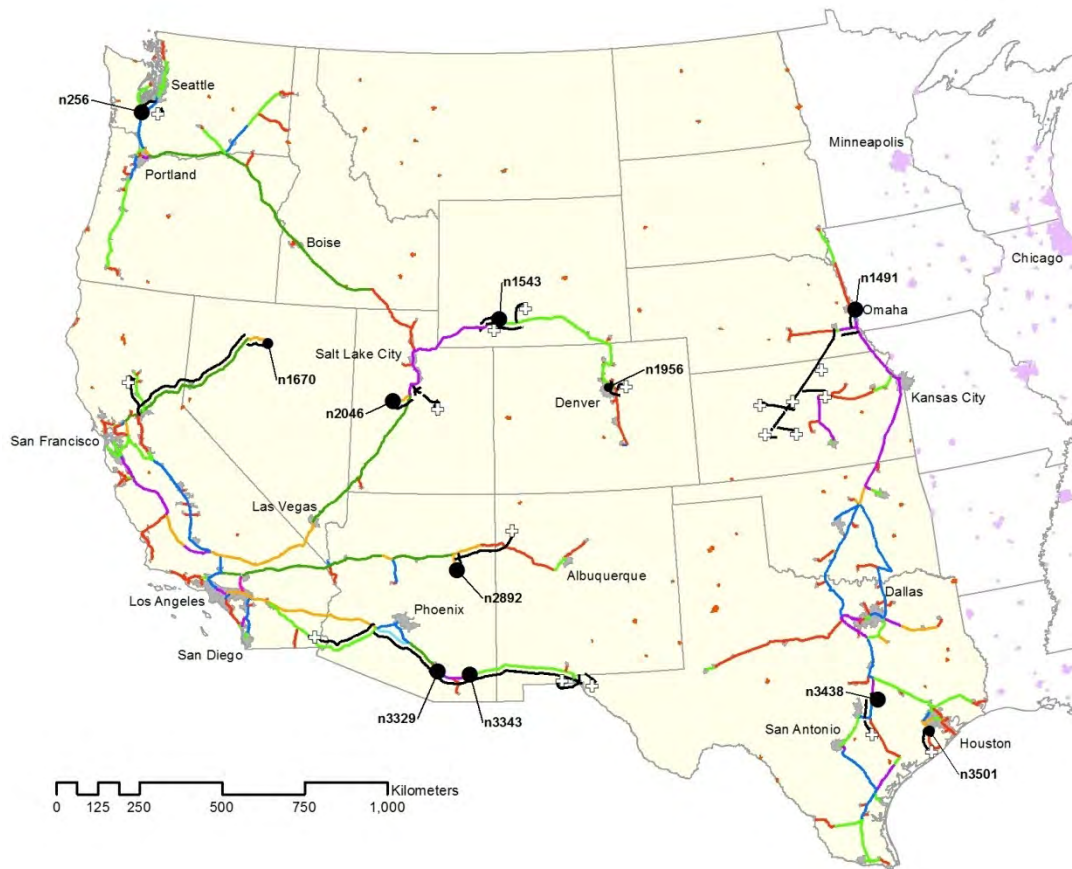 Seattle
n256
Minneapolis
Portland
Boise
Chicago
n1543
n1491
Omaha
Salt Lake City
n1670
n1956
Denver
n2046
Kansas City
San Francisco
Las Vegas
Albuquerque
n2892
Los Angeles
Phoenix
Dallas
San Diego
n3329
n3343
n3438
San Antonio
Houston
n3501
Kilometers
0 125 250 500 750 1,000